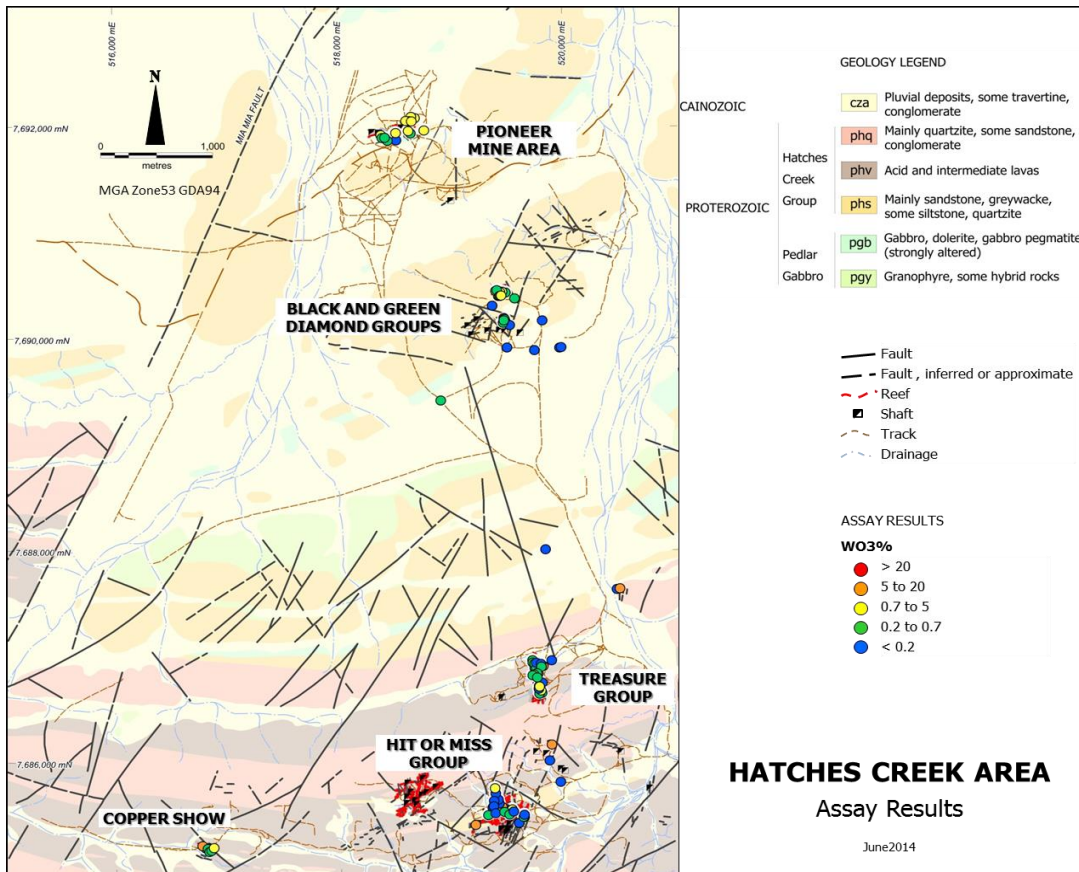 516,000 mE
518,000 mE
520,000 mE
N
MIA MIA FAULT
7,692,000 mN
0 1,000
metres
MGA Zone53 GDA94
PIONEER
MINE AREA
BLACK AND GREEN
DIAMOND GROUPS
7,690,000 mN
7,688,000 mN
TREASURE
GROUP
HIT OR MISS
GROUP
7,686,000 mN
COPPER SHOW
GEOLOGY LEGEND
CAINOZOIC
cza Pluvial deposits, some travertine,
conglomerate
PROTEROZOIC
Hatches
Creek
Group
phq Mainly quartzite, some sandstone,
conglomerate
phv Acid and intermediate lavas
phs Mainly sandstone, greywacke,
some siltstone, quartzite
Pedlar
Gabbro
pgb Gabbro, dolerite, gabbro pegmatite
(strongly altered)
pgy Granophyre, some hybrid rocks
Fault
Fault , inferred or approximate
Reef
Shaft
Track
Drainage
ASSAY RESULTS
WO3%
> 20
5 to 20
0.7 to 5
0.2 to 0.7
< 0.2
HATCHES CREEK AREA
Assay Results
June2014